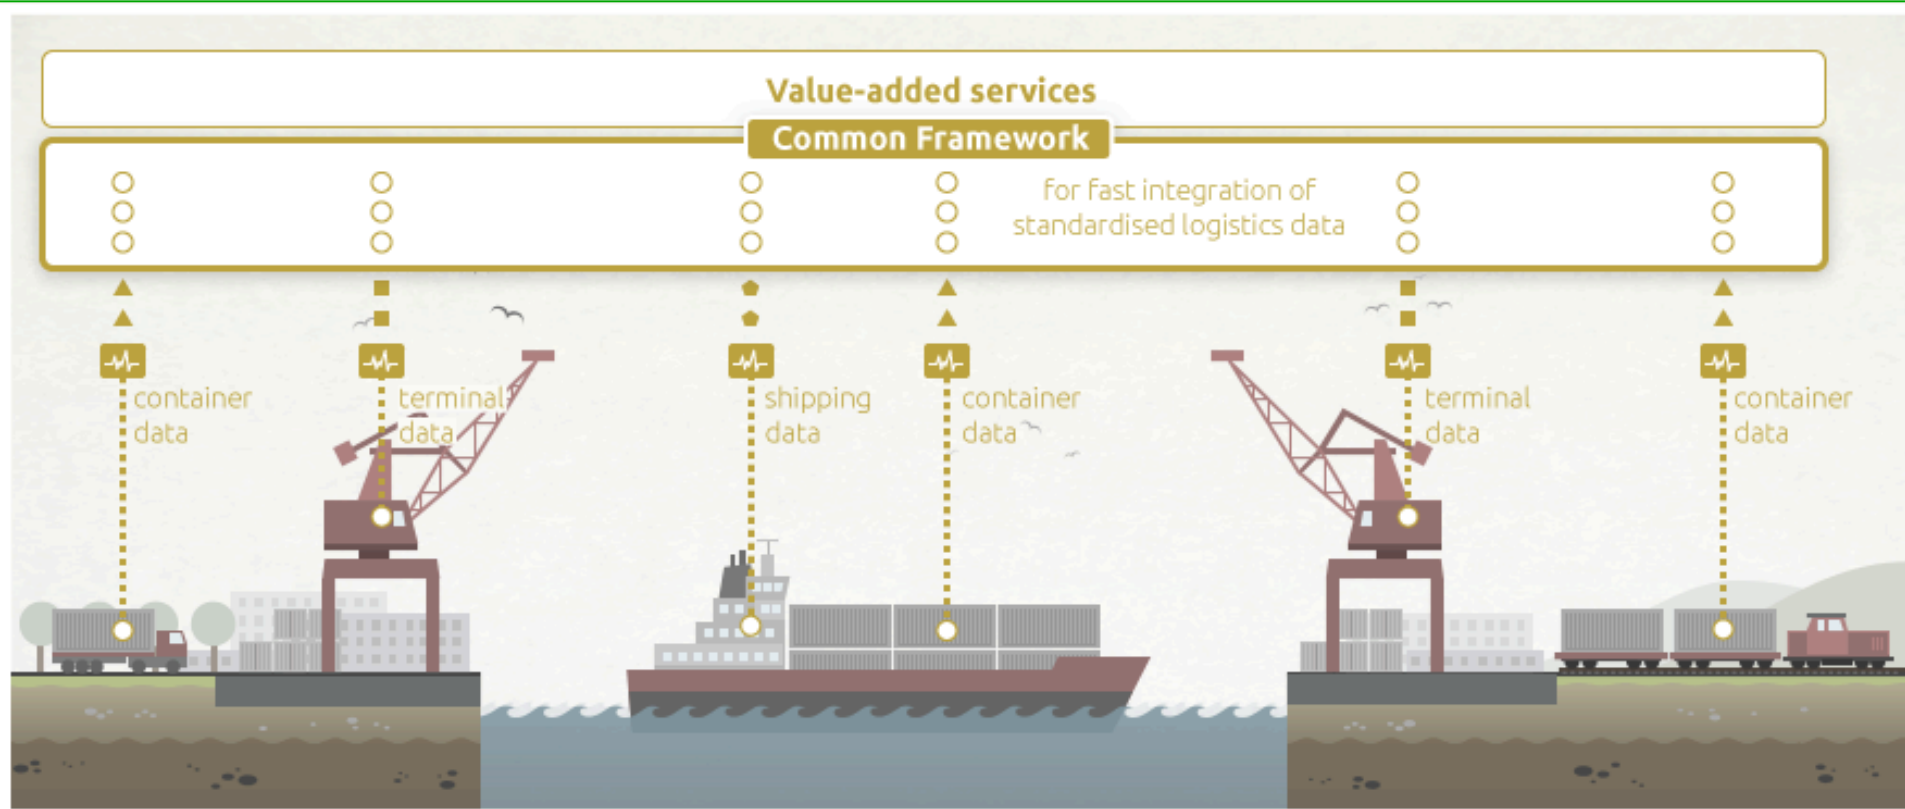 Value-added services
Common Framework
for fast integration of
standardised logistics data
container
data
terminal
data
shipping
data
container
data
terminal
data
container
data